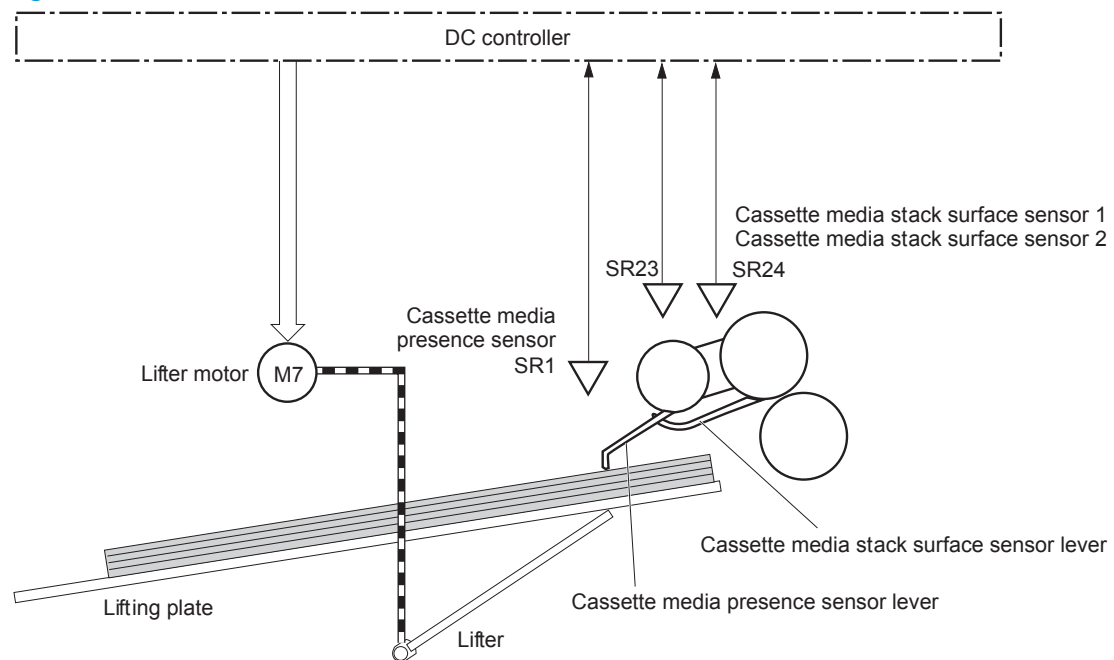 DC controller
Cassette media stack surface sensor 1
Cassette media stack surface sensor 2
SR23
SR24
Cassette media
presence sensor
SR1
Lifter motor
M7
Cassette media stack surface sensor lever
Cassette media presence sensor lever
Lifting plate
Lifter